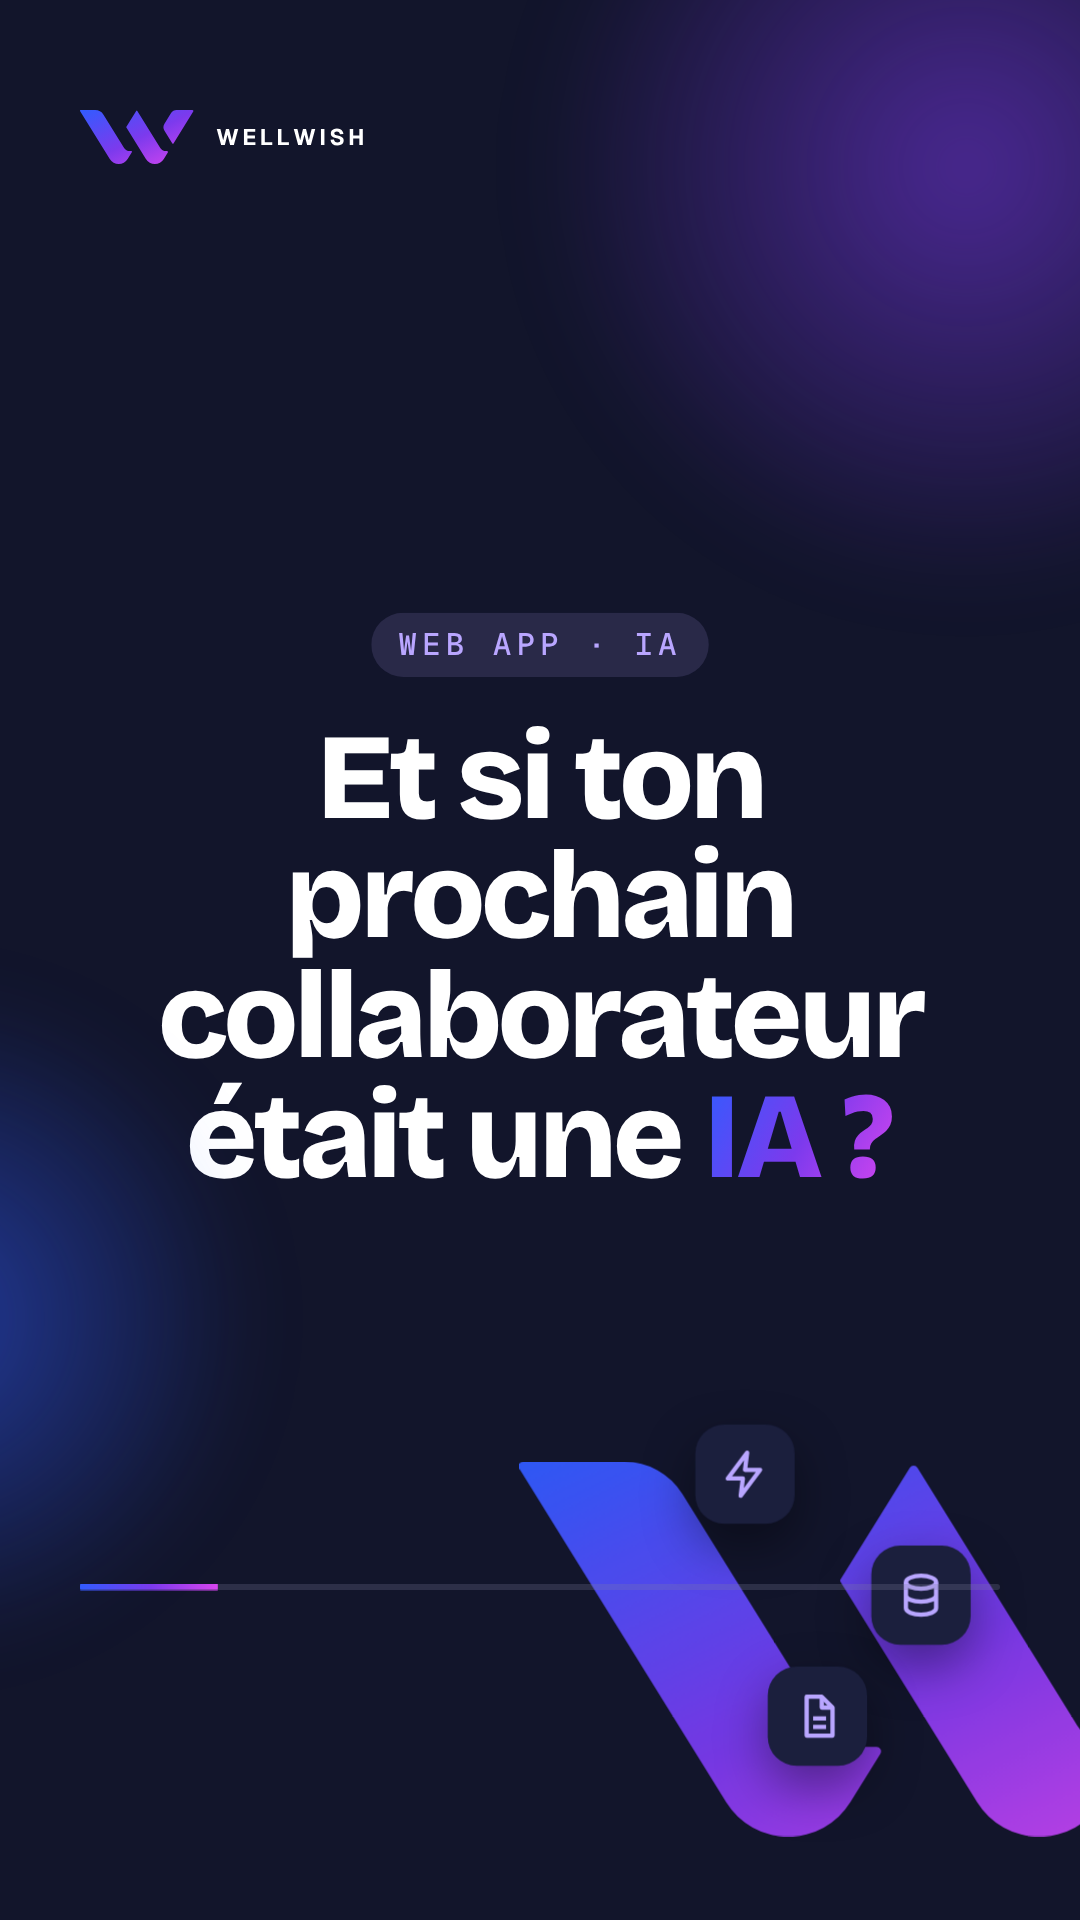 WELLWISH
WEB APP · IA
Et si ton
prochain
collaborateur
était une IA ?